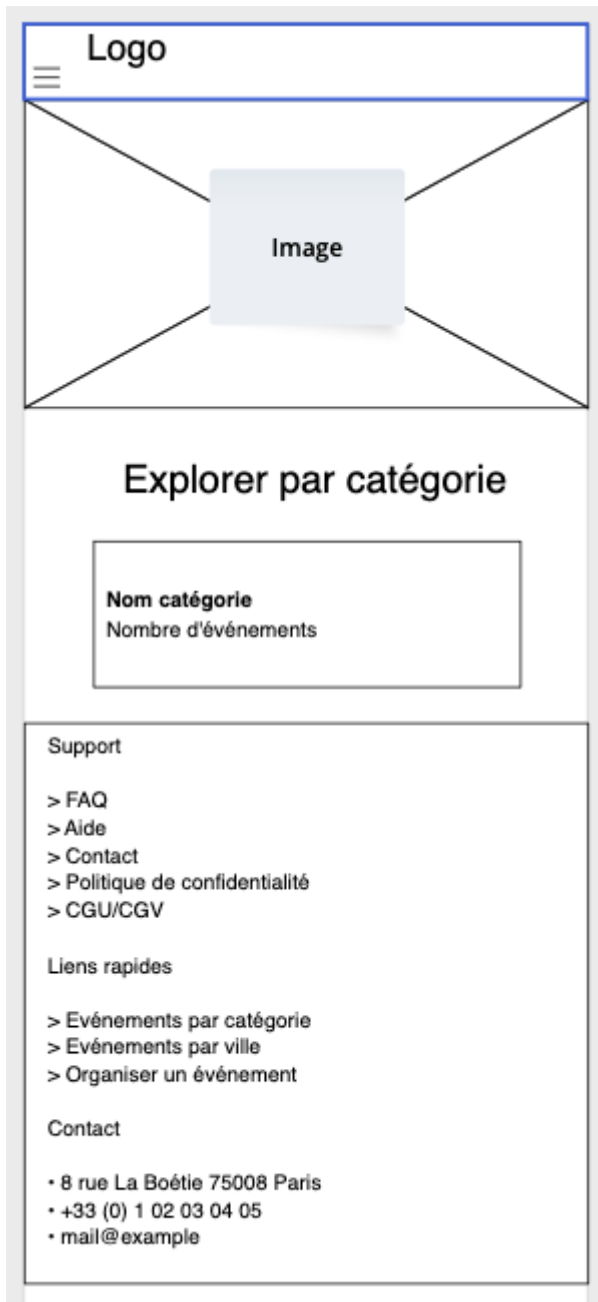 Logo
Image
Explorer par catégorie
Nom catégorie
Nombre d'événements
Support
> FAQ
> Aide
> Contact
> Politique de confidentialité
> CGU/CGV
Liens rapides
> Evénements par catégorie
> Evénements par ville
> Organiser un événement
Contact
• 8 rue La Boétie 75008 Paris
• +33 (0) 1 02 03 04 05
• mail@example